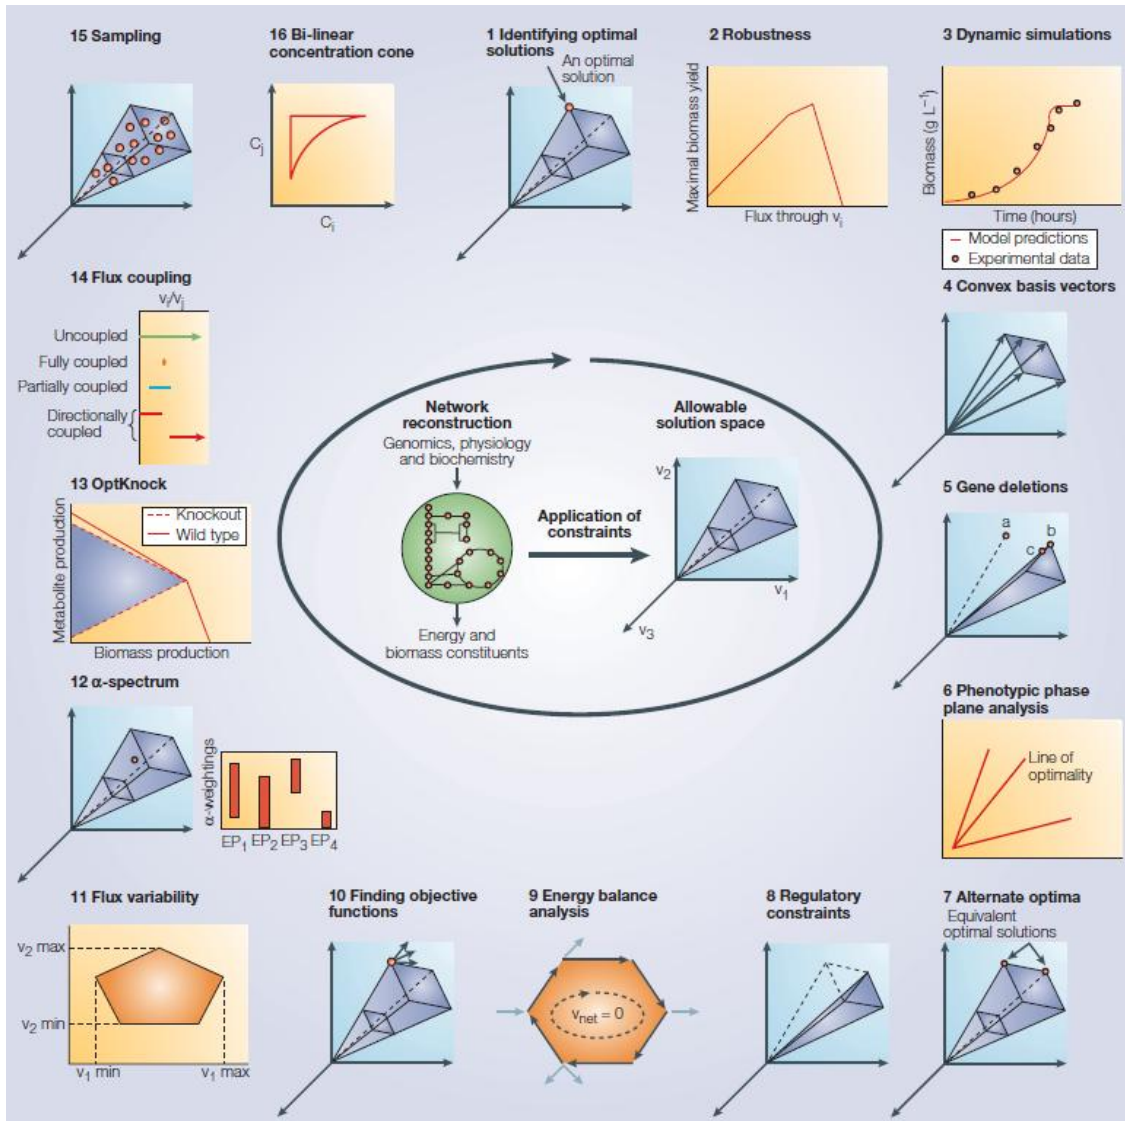 15 Sampling
16 Bi-linear
concentration cone
C_j
C_i
1 Identifying optimal
solutions
An optimal
solution
2 Robustness
Maximal biomass yield
Flux through v_i
3 Dynamic simulations
Biomass (g L⁻¹)
Time (hours)
Model predictions
Experimental data
14 Flux coupling
v_i/v_j
Uncoupled
Fully coupled
Partially coupled
Directionally
coupled
4 Convex basis vectors
Network
reconstruction
Genomics, physiology
and biochemistry
Application of
constraints
Energy and
biomass constituents
Allowable
solution space
v₂
v₁
v₃
13 OptKnock
Knockout
Wild type
Metabolite production
Biomass production
5 Gene deletions
a
b
c
12 α-spectrum
α-weightings
EP₁ EP₂ EP₃ EP₄
6 Phenotypic phase
plane analysis
Line of
optimality
11 Flux variability
v₂ max
v₂ min
v₁ min
v₁ max
10 Finding objective
functions
9 Energy balance
analysis
v_net = 0
8 Regulatory
constraints
7 Alternate optima
Equivalent
optimal solutions